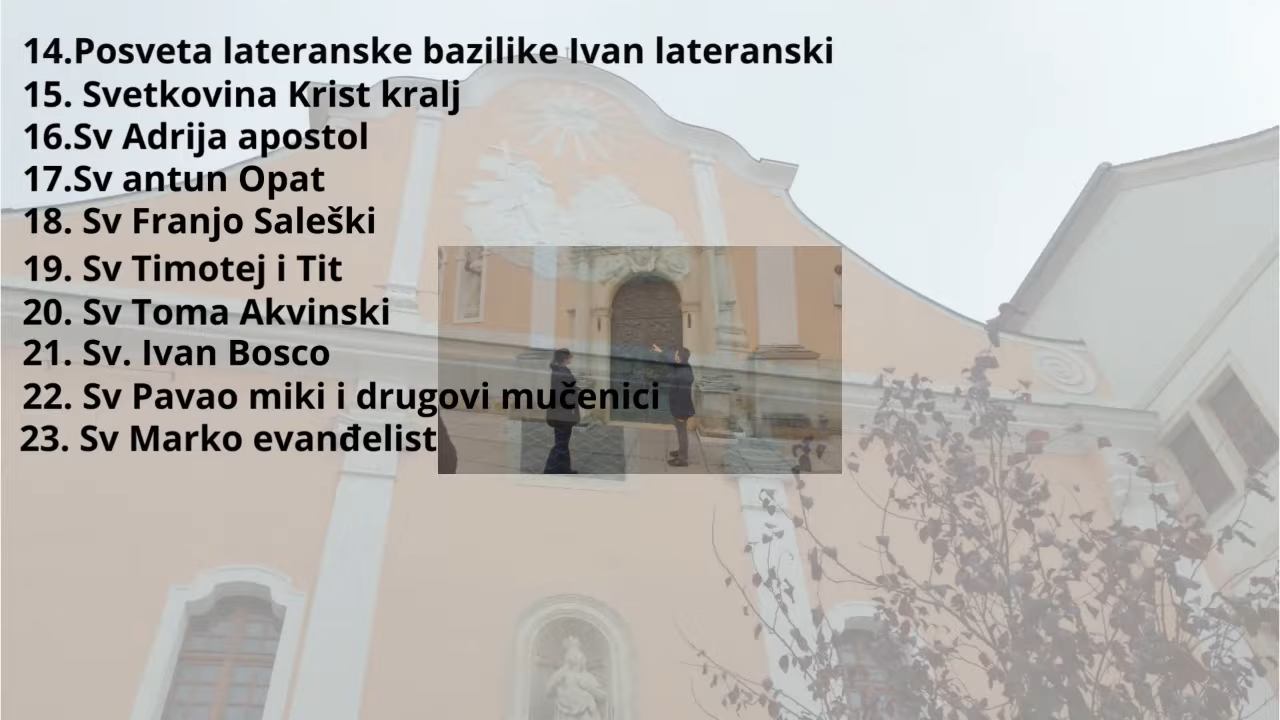 14.Posveta lateranske bazilike Ivan lateranski
15. Svetkovina Krist kralj
16.Sv Adrija apostol
17.Sv antun Opat
18. Sv Franjo Saleški
19. Sv Timotej i Tit
20. Sv Toma Akvinski
21. Sv. Ivan Bosco
22. Sv Pavao miki i drugovi mučenici
23. Sv Marko evanđelist